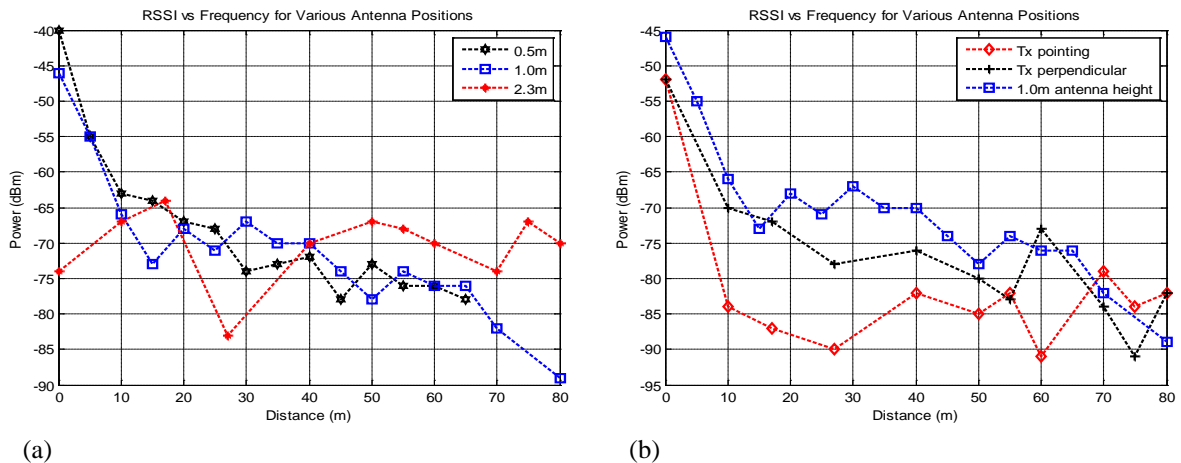 RSSI vs Frequency for Various Antenna Positions
-40
-45
-50
-55
-60
-65
-70
-75
-80
-85
-90
Power (dBm)
0.5m
1.0m
2.3m
0 10 20 30 40 50 60 70 80
Distance (m)
(a)
RSSI vs Frequency for Various Antenna Positions
-45
-50
-55
-60
-65
-70
-75
-80
-85
-90
-95
Power (dBm)
Tx pointing
Tx perpendicular
1.0m antenna height
0 10 20 30 40 50 60 70 80
Distance (m)
(b)